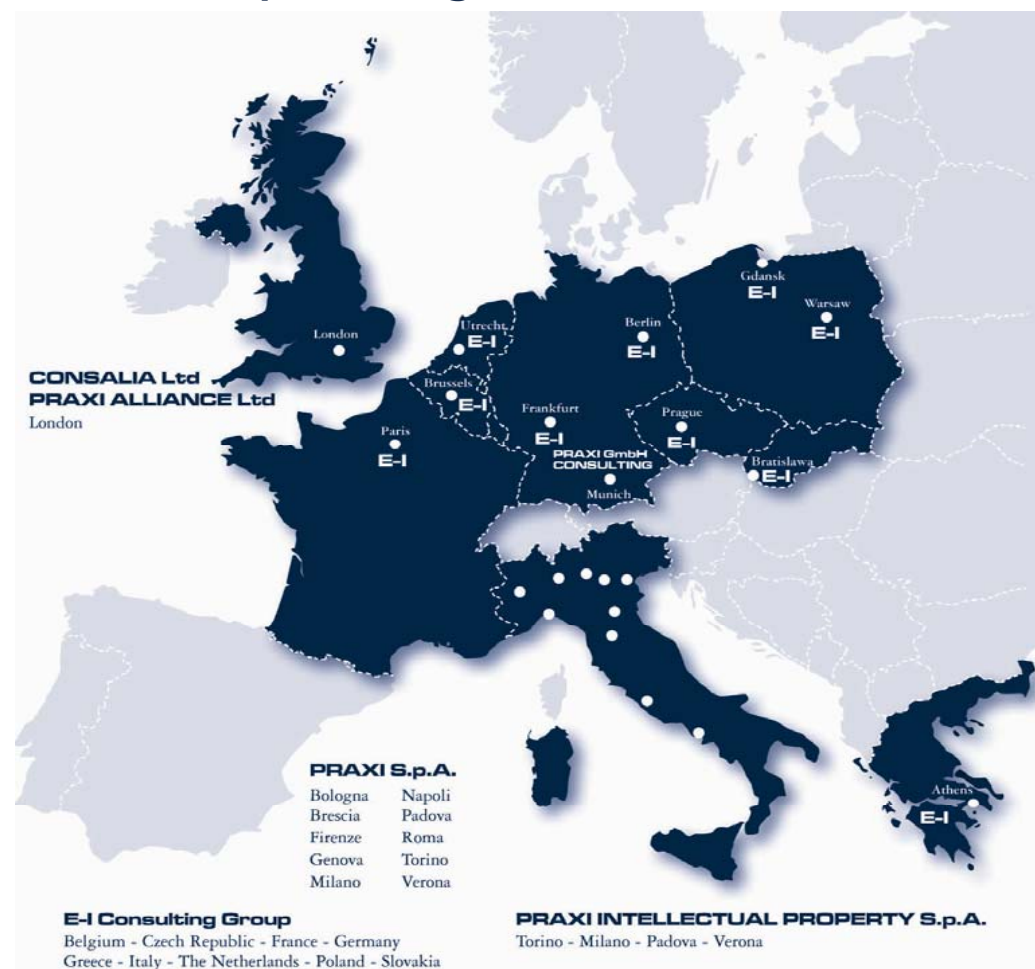 Gdansk
E-I
Warsaw
E-I
London
Utrecht
E-I
Berlin
E-I
CONSALIA Ltd
PRAXI ALLIANCE Ltd
London
Brussels
E-I
Paris
E-I
Frankfurt
E-I
Prague
E-I
PRAXI GmbH
CONSULTING
Munich
Bratislawa
E-I
Athens
E-I
PRAXI S.p.A.
Bologna Napoli
Brescia Padova
Firenze Roma
Genova Torino
Milano Verona
E-I Consulting Group
Belgium - Czech Republic - France - Germany
Greece - Italy - The Netherlands - Poland - Slovakia
PRAXI INTELLECTUAL PROPERTY S.p.A.
Torino - Milano - Padova - Verona